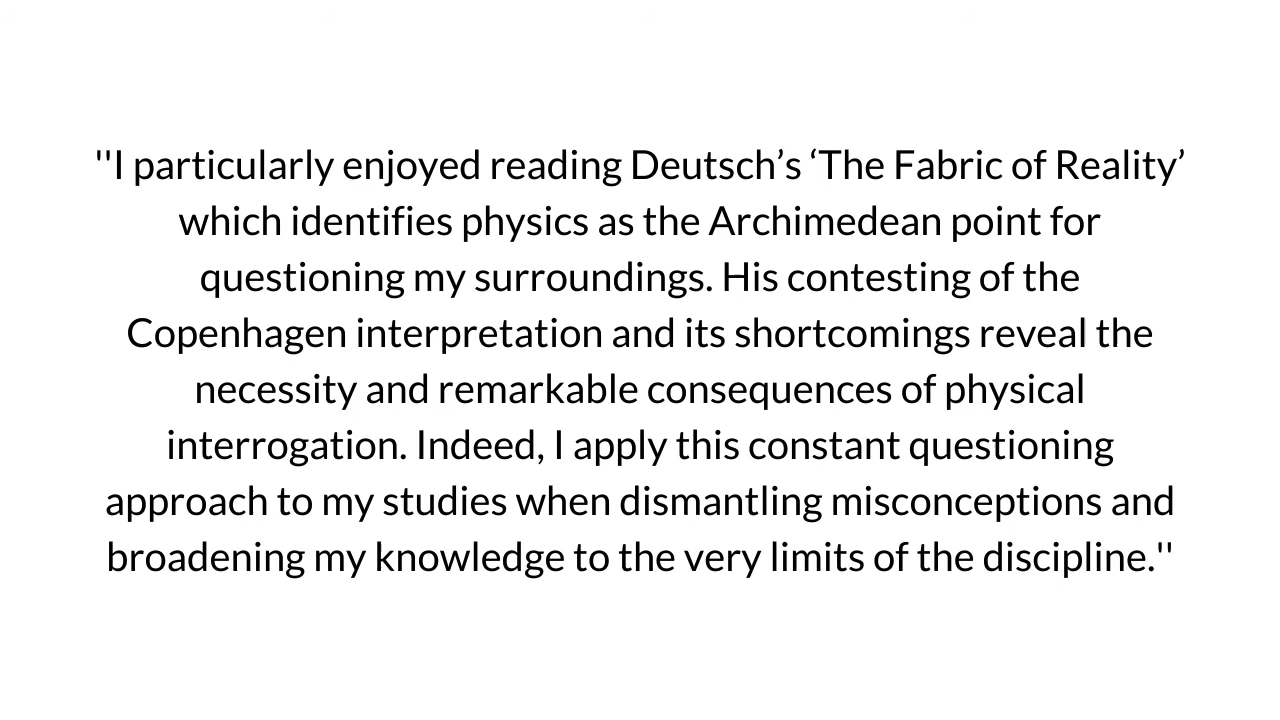 ''I particularly enjoyed reading Deutsch’s ‘The Fabric of Reality’
which identifies physics as the Archimedean point for
questioning my surroundings. His contesting of the
Copenhagen interpretation and its shortcomings reveal the
necessity and remarkable consequences of physical
interrogation. Indeed, I apply this constant questioning
approach to my studies when dismantling misconceptions and
broadening my knowledge to the very limits of the discipline.''